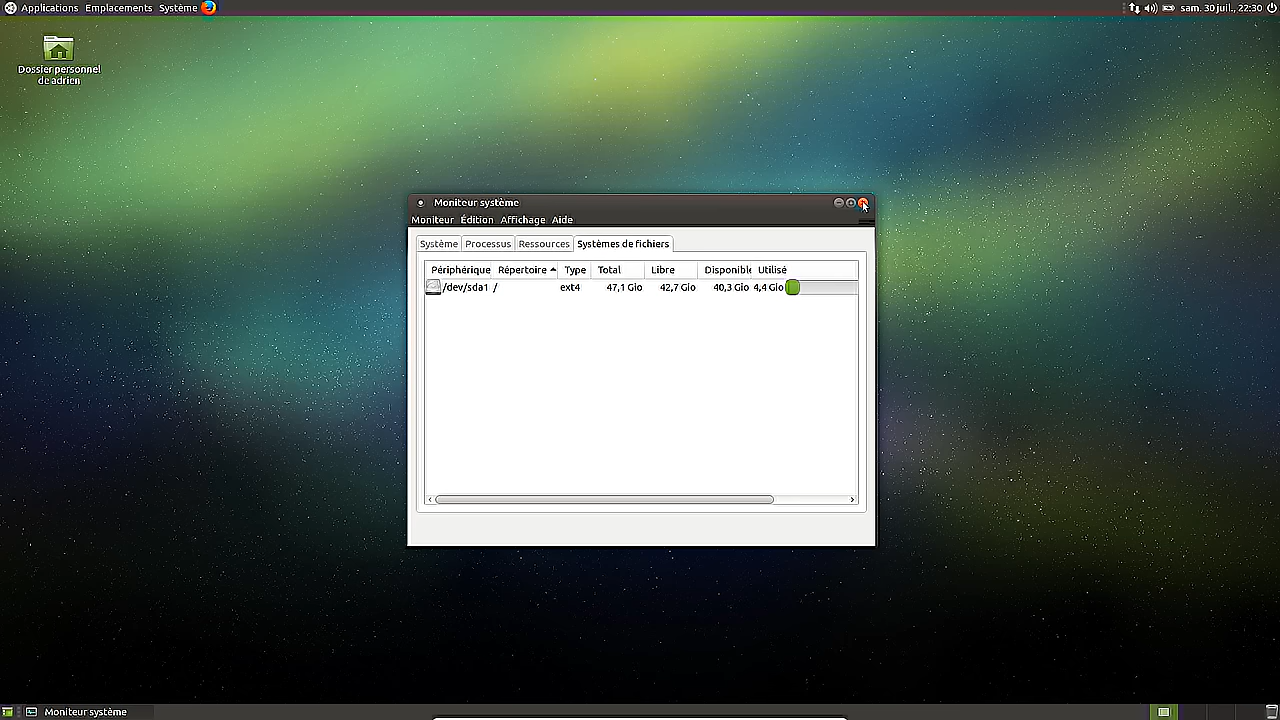 Applications Emplacements Système sam. 30 juil., 22:30
Dossier personnel
de adrien
Moniteur système
Moniteur Édition Affichage Aide
Système Processus Ressources Systèmes de fichiers
Périphérique Répertoire Type Total Libre Disponible Utilisé
/dev/sda1 / ext4 47,1 Gio 42,7 Gio 40,3 Gio 4,4 Gio
Moniteur système